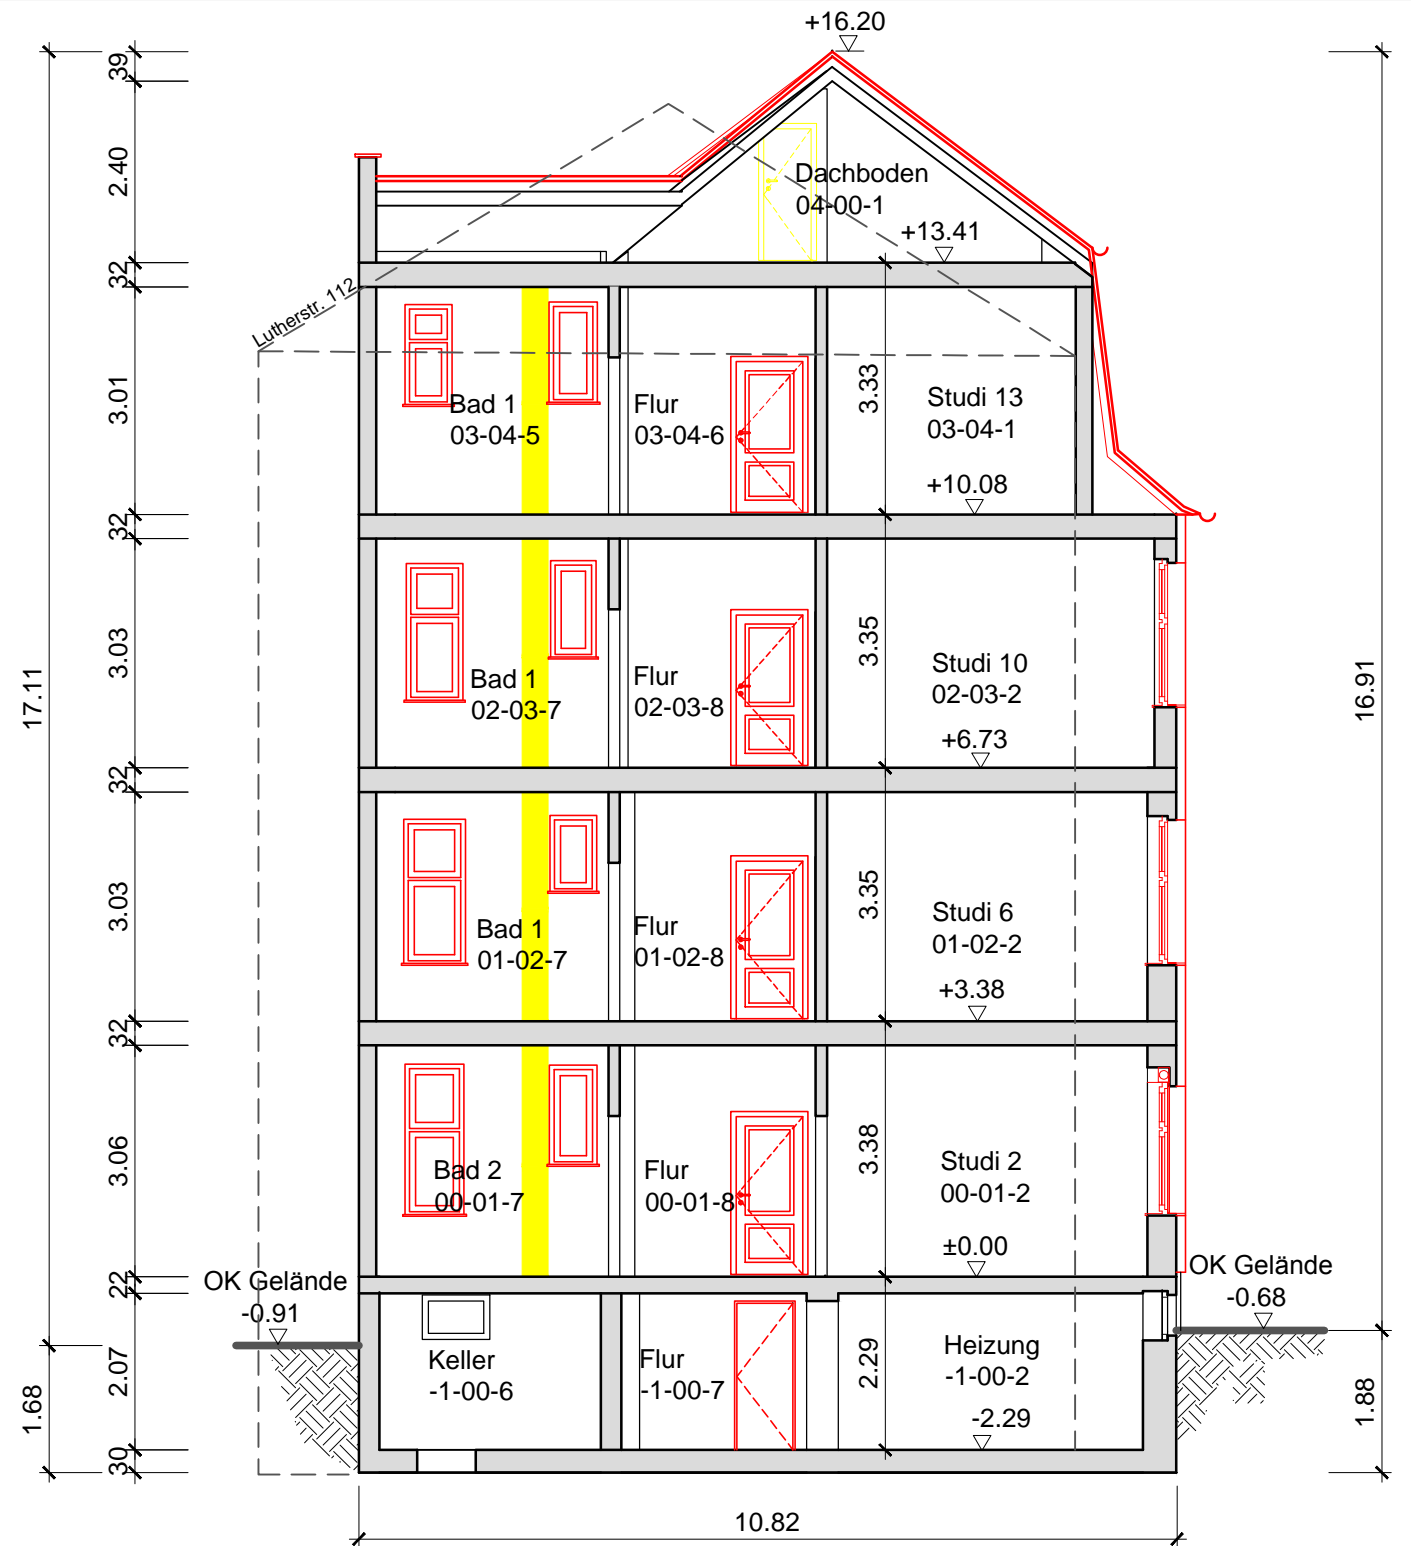 +16.20
39
2.40
Dachboden
04-00-1
+13.41
32
Lutherstr. 112
3.01
Bad 1
03-04-5
Flur
03-04-6
3.33
Studi 13
03-04-1
+10.08
32
3.03
Bad 1
02-03-7
Flur
02-03-8
3.35
Studi 10
02-03-2
+6.73
17.11
16.91
32
3.03
Bad 1
01-02-7
Flur
01-02-8
3.35
Studi 6
01-02-2
+3.38
32
3.06
Bad 2
00-01-7
Flur
00-01-8
3.38
Studi 2
00-01-2
±0.00
22
OK Gelände
-0.91
OK Gelände
-0.68
2.07
1.68
Keller
-1-00-6
Flur
-1-00-7
2.29
Heizung
-1-00-2
-2.29
1.88
30
10.82